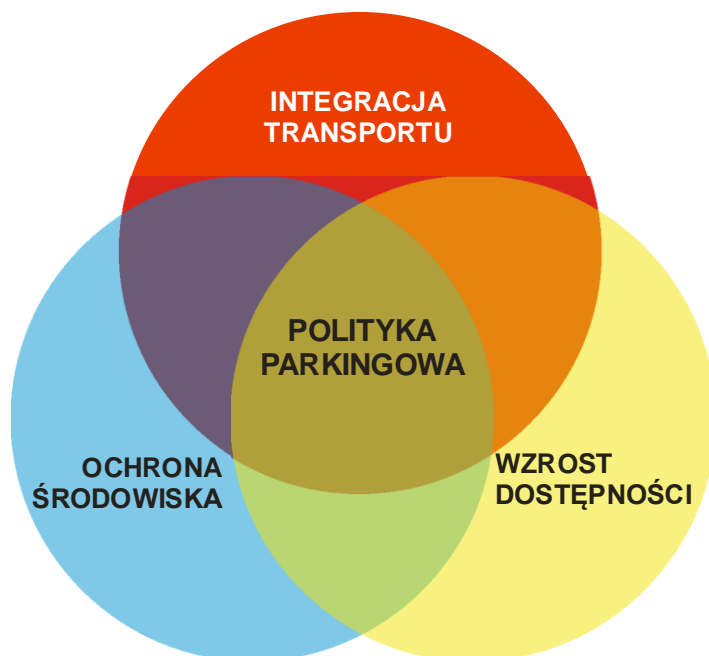 INTEGRACJA
TRANSPORTU
POLITYKA
PARKINGOWA
OCHRONA
ŚRODOWISKA
WZROST
DOSTĘPNOŚCI